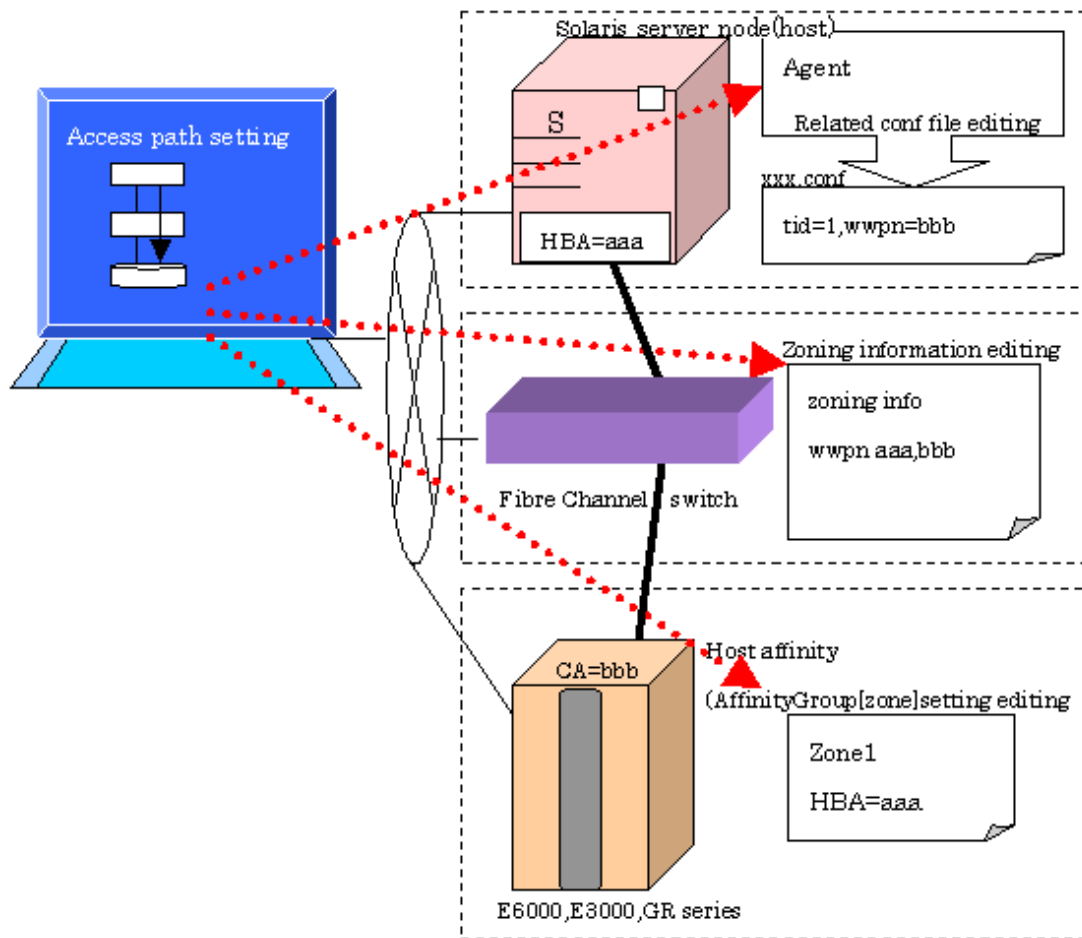 Solaris server node(host)
Agent
Access path setting
S
Related conf file editing
xxx.conf
HBA=aaa
tid=1,wwpn=bbb
Zoning information editing
zoning info
wwpn aaa,bbb
Fibre Channel switch
Host affinity
CA=bbb
(AffinityGroup[zone]setting editing
Zone1
HBA=aaa
E6000,E3000,GR series